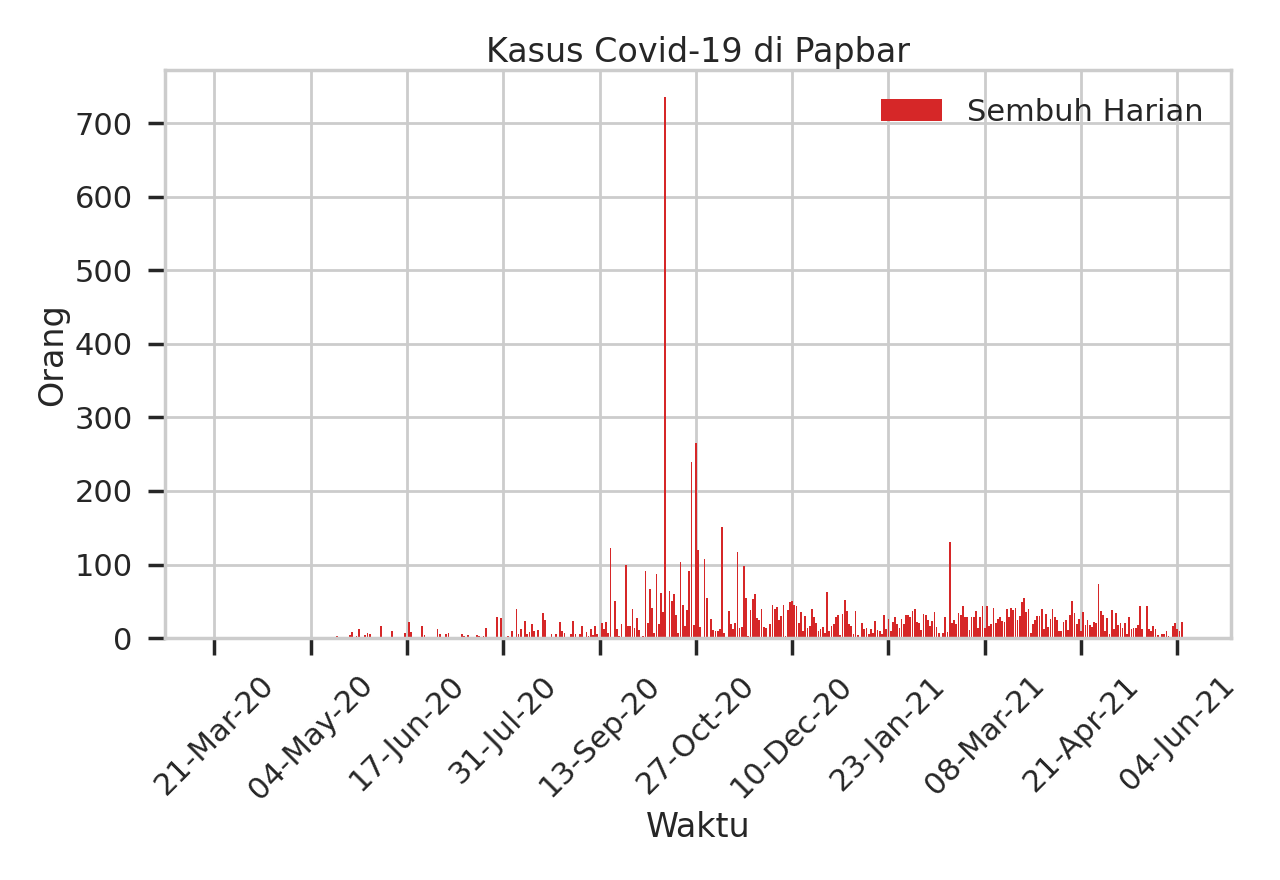 Kasus Covid-19 di Papbar
Sembuh Harian
Orang
700
600
500
400
300
200
100
0
21-Mar-20
04-May-20
17-Jun-20
31-Jul-20
13-Sep-20
27-Oct-20
10-Dec-20
23-Jan-21
08-Mar-21
21-Apr-21
04-Jun-21
Waktu